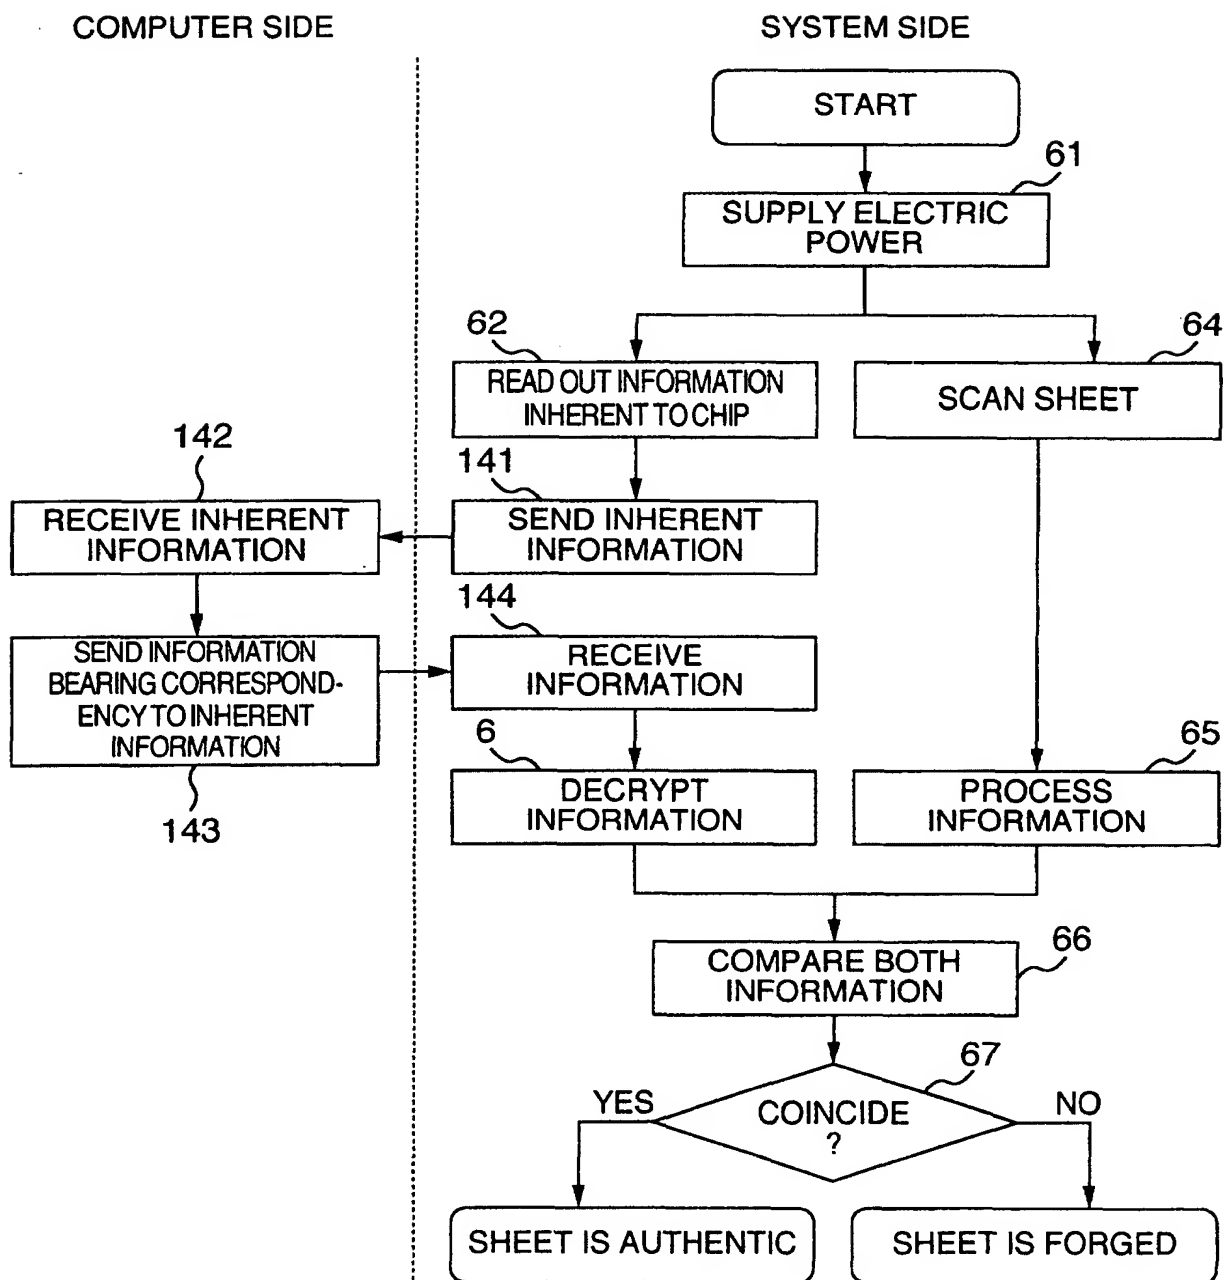 COMPUTER SIDE
SYSTEM SIDE
START
61
SUPPLY ELECTRIC
POWER
62
READ OUT INFORMATION
INHERENT TO CHIP
64
SCAN SHEET
142
RECEIVE INHERENT
INFORMATION
141
SEND INHERENT
INFORMATION
SEND INFORMATION
BEARING CORRESPOND-
ENCY TO INHERENT
INFORMATION
143
144
RECEIVE
INFORMATION
6
DECRYPT
INFORMATION
65
PROCESS
INFORMATION
66
COMPARE BOTH
INFORMATION
67
COINCIDE
?
YES
NO
SHEET IS AUTHENTIC
SHEET IS FORGED